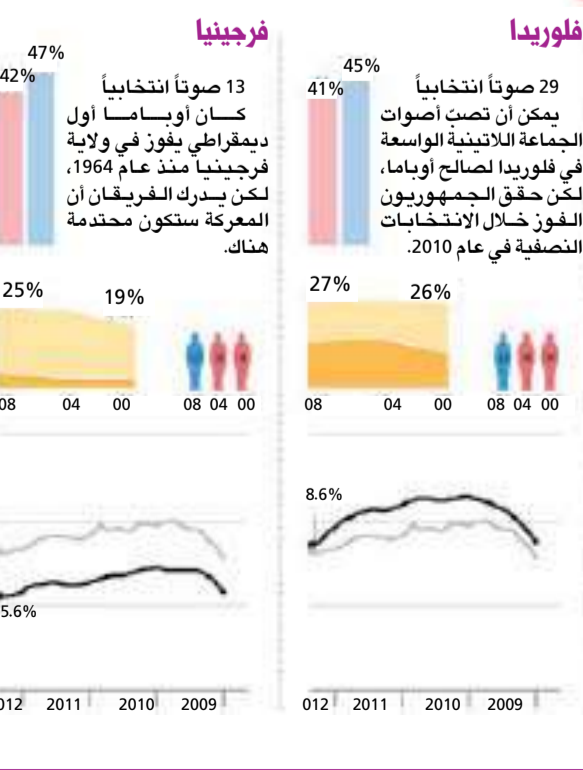 فلوريدا
45%
41%
29 صوتاً انتخابياً
يمكن أن تصبّ أصوات
الجماعة اللاتينية الواسعة
في فلوريدا لصالح أوباما،
لكن حقق الجمهوريون
الفوز خلال الانتخابات
النصفية في عام 2010.
27%
26%
08 04 00
08 04 00
8.6%
012 2011 2010 2009
فرجينيا
47%
42%
13 صوتاً انتخابياً
كان أوباما أول
ديمقراطي يفوز في ولاية
فرجينيا منذ عام 1964،
لكن يدرك الفريقان أن
المعركة ستكون محتدمة
هناك.
25%
19%
08 04 00
08 04 00
5.6%
012 2011 2010 2009